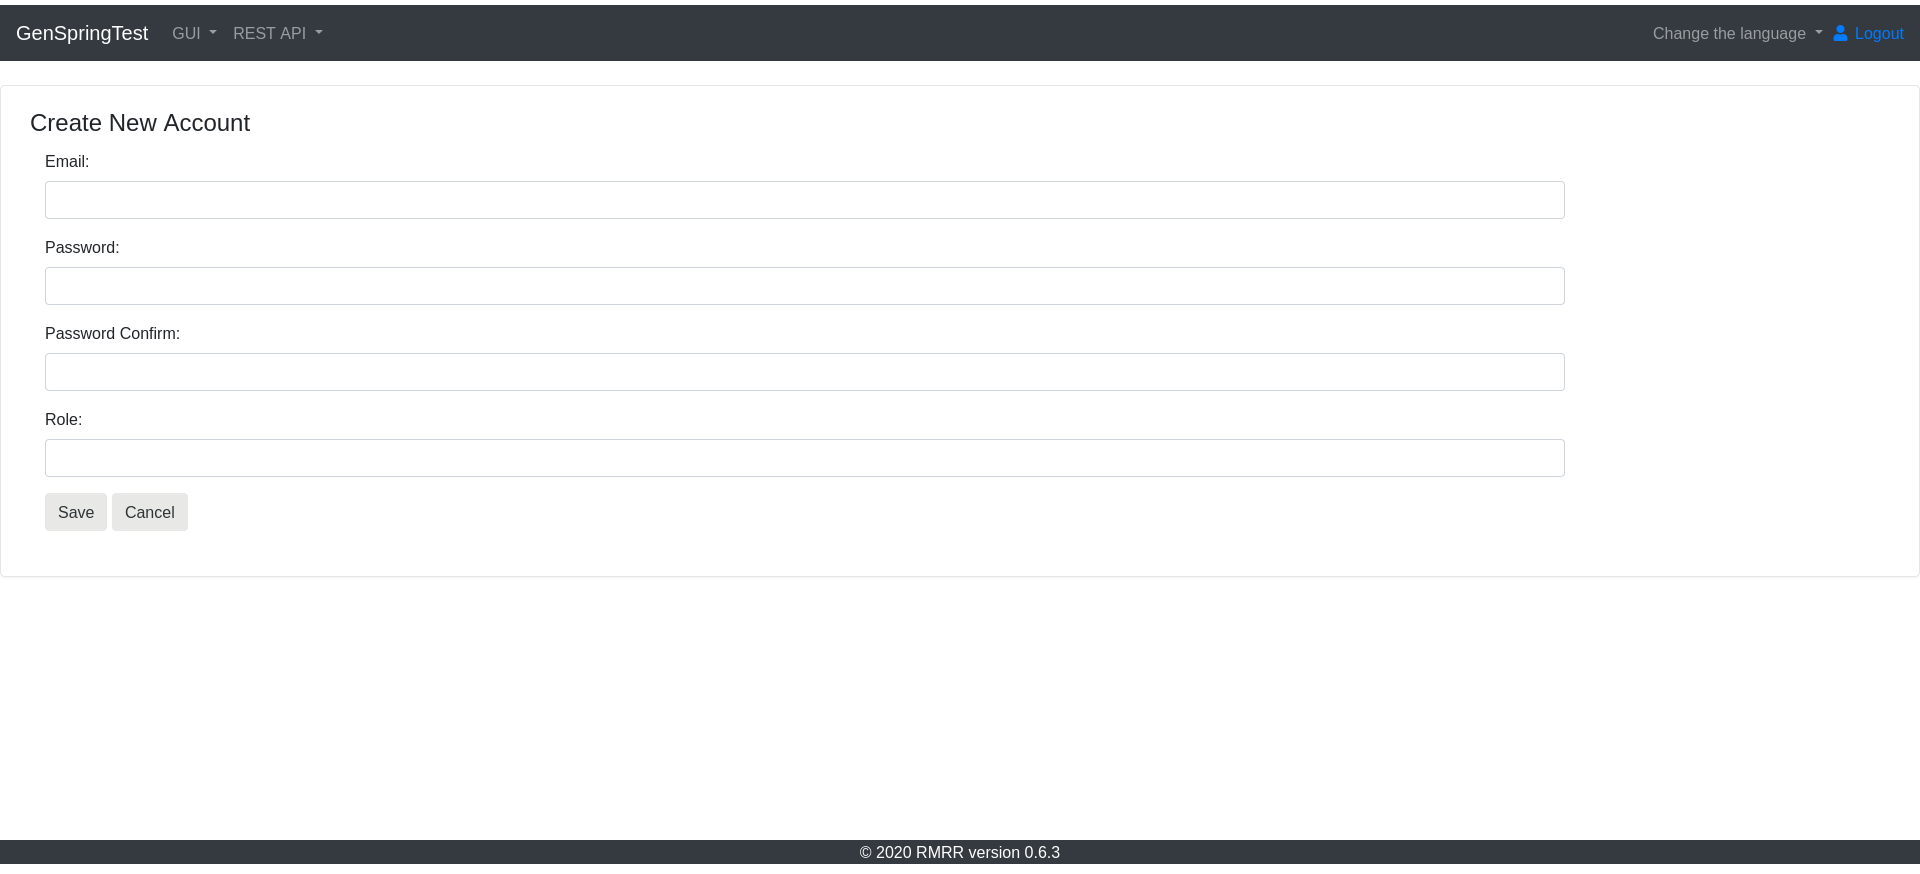 GenSpringTest GUI REST API Change the language Logout
Create New Account
Email:
Password:
Password Confirm:
Role:
Save Cancel
© 2020 RMRR version 0.6.3